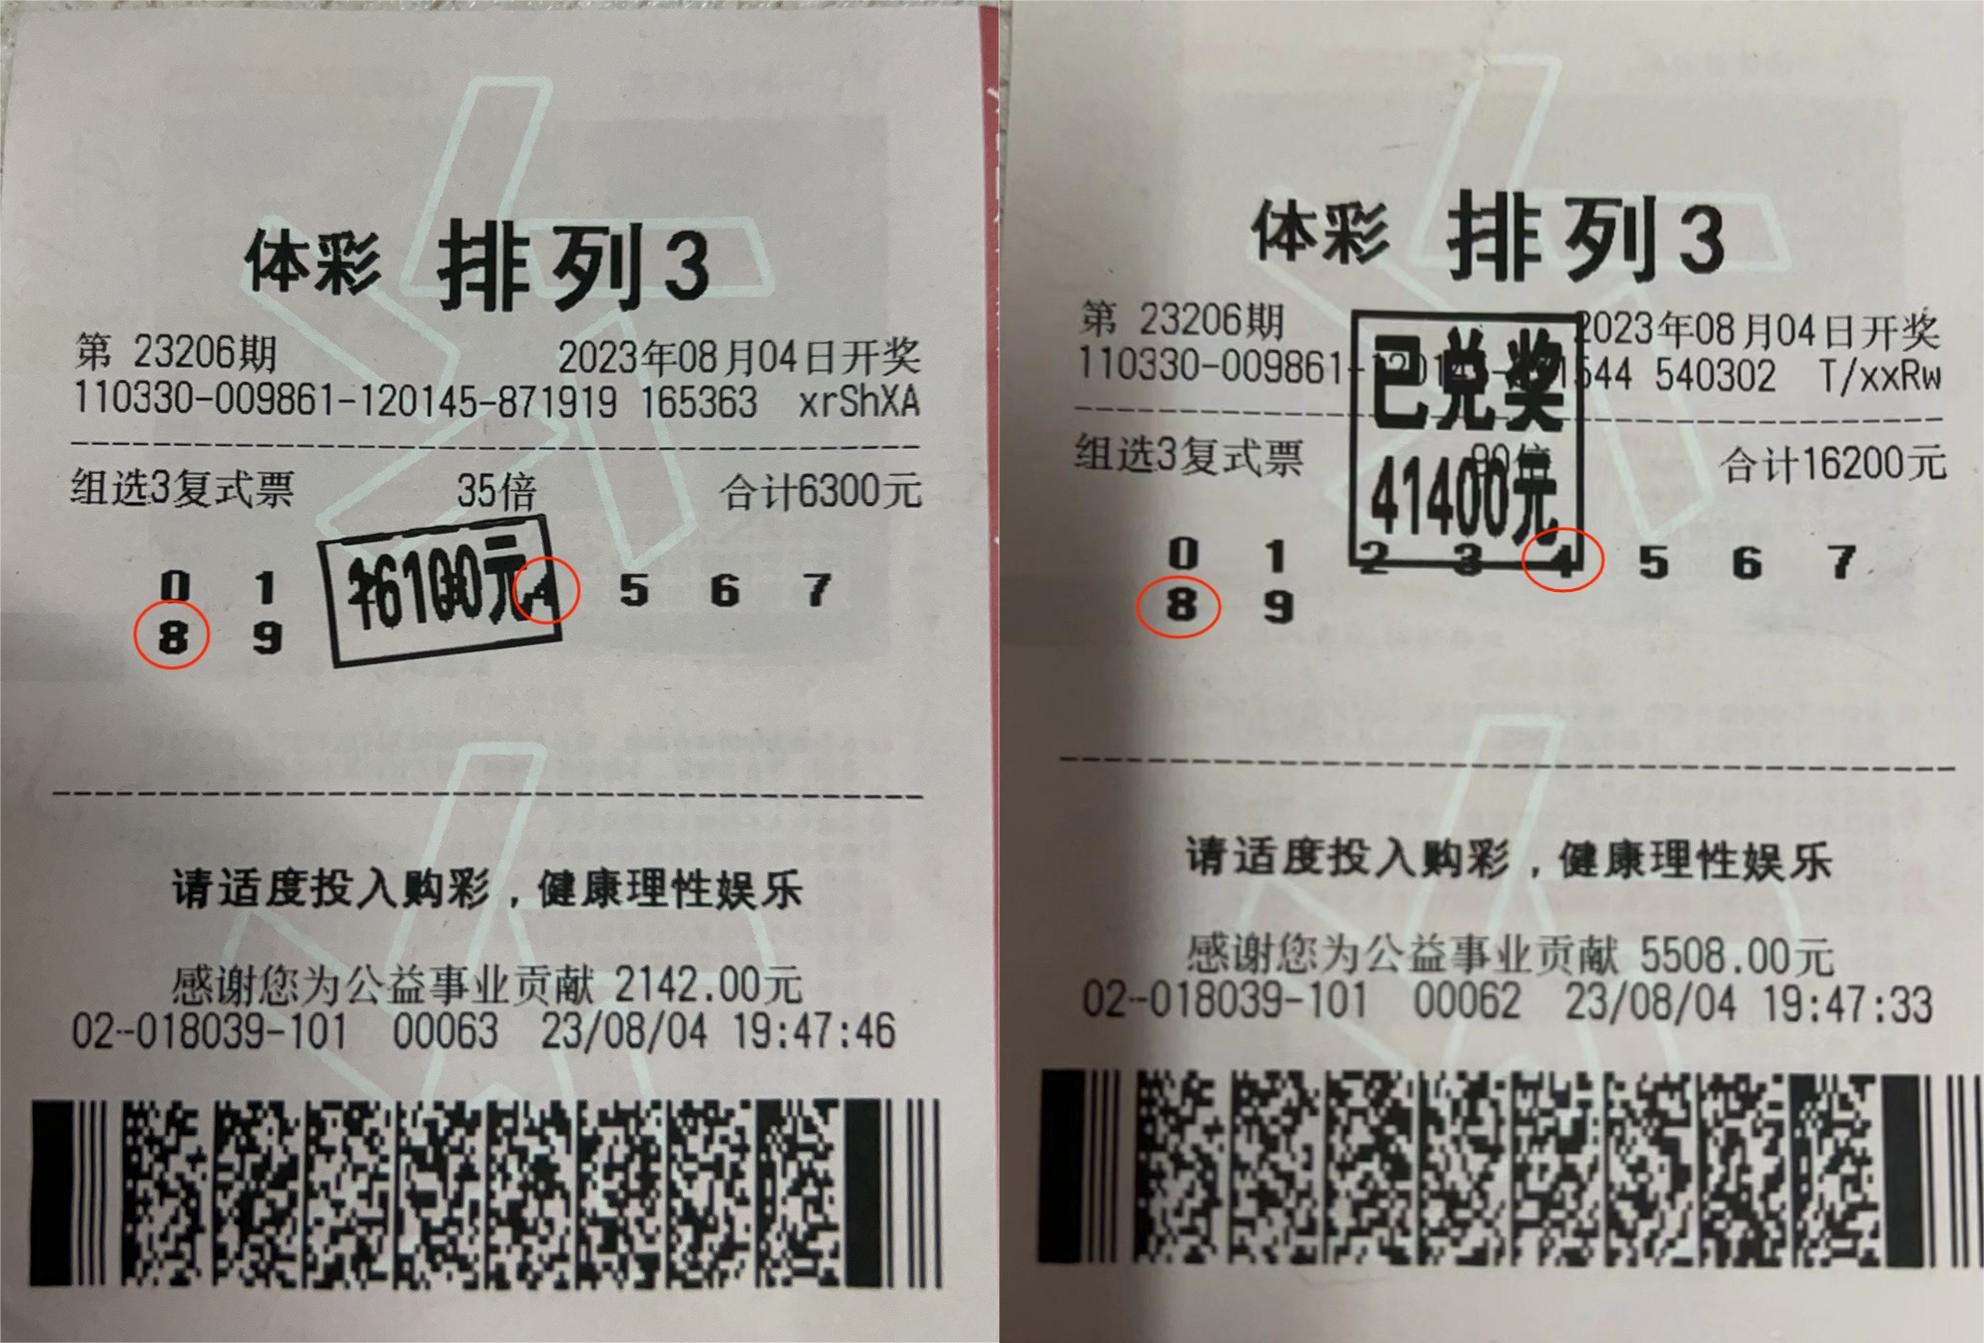 体彩 排列3
第 23206期 2023年08月04日开奖
110330-009861-120145-871919 165363 xrShXA
组选3复式票 35倍 合计6300元
16100元
0 1 4 5 6 7
8 9
请适度投入购彩，健康理性娱乐
感谢您为公益事业贡献 2142.00元
02-018039-101 00063 23/08/04 19:47:46
体彩 排列3
第 23206期 2023年08月04日开奖
110330-009861- 1544 540302 T/xxRw
已兑奖
组选3复式票 90倍 合计16200元
41400元
0 1 2 3 4 5 6 7
8 9
请适度投入购彩，健康理性娱乐
感谢您为公益事业贡献 5508.00元
02-018039-101 00062 23/08/04 19:47:33